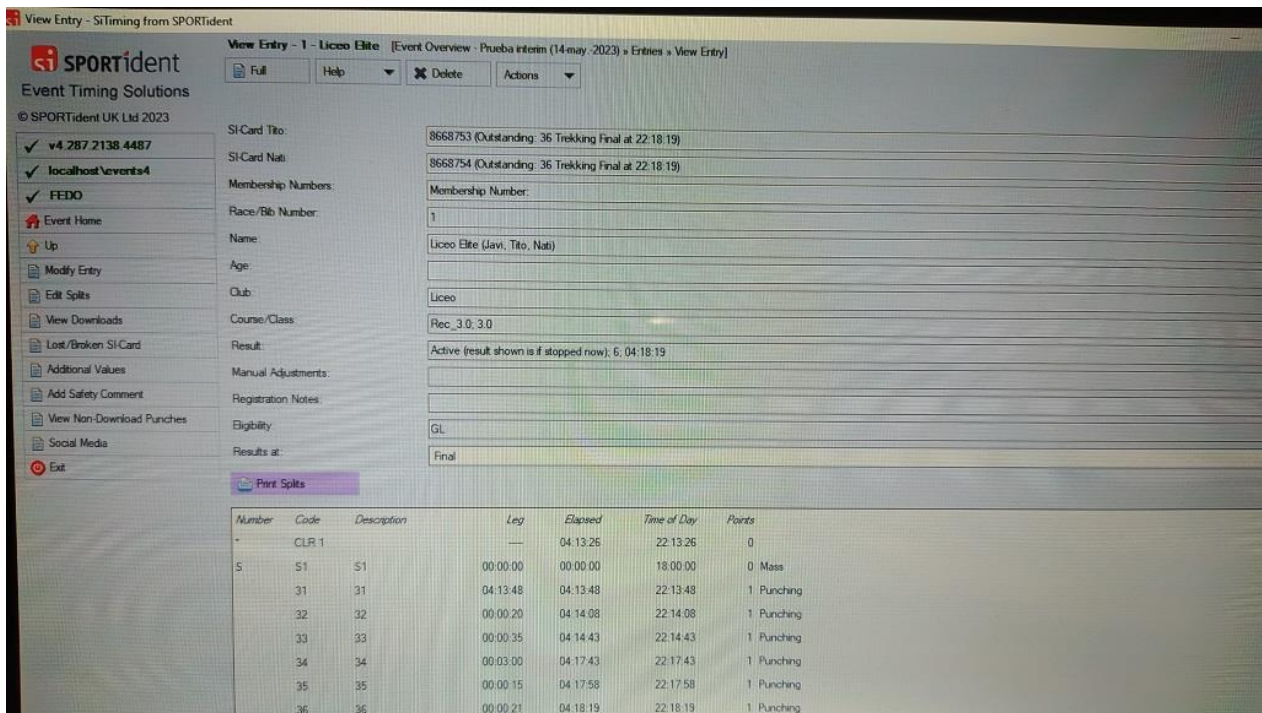 View Entry - SiTiming from SPORTident
SPORTident
Event Timing Solutions
© SPORTident UK Ltd 2023
v4.287.2138.4487
localhost\events4
FEDO
Event Home
Up
Modify Entry
Edit Splits
View Downloads
Lost/Broken SI-Card
Additional Values
Add Safety Comment
View Non-Download Punches
Social Media
Exit
View Entry - 1 - Liceo Elite [Event Overview - Prueba interim (14-may.-2023) » Entries » View Entry]
Full Help Delete Actions
SI-Card Tito: 8668753 (Outstanding: 36 Trekking Final at 22:18:19)
SI-Card Nati: 8668754 (Outstanding: 36 Trekking Final at 22:18:19)
Membership Numbers: Membership Number:
Race/Bib Number: 1
Name: Liceo Elite (Javi, Tito, Nati)
Age:
Club: Liceo
Course/Class: Rec_3.0; 3.0
Result: Active (result shown is if stopped now); 6; 04:18:19
Manual Adjustments:
Registration Notes:
Eligibility: GL
Results at: Final
Print Splits
Number Code Description Leg Elapsed Time of Day Points
* CLR 1 ---- 04:13:26 22:13:26 0
S S1 S1 00:00:00 00:00:00 18:00:00 0 Mass
31 31 04:13:48 04:13:48 22:13:48 1 Punching
32 32 00:00:20 04:14:08 22:14:08 1 Punching
33 33 00:00:35 04:14:43 22:14:43 1 Punching
34 34 00:03:00 04:17:43 22:17:43 1 Punching
35 35 00:00:15 04:17:58 22:17:58 1 Punching
36 36 00:00:21 04:18:19 22:18:19 1 Punching